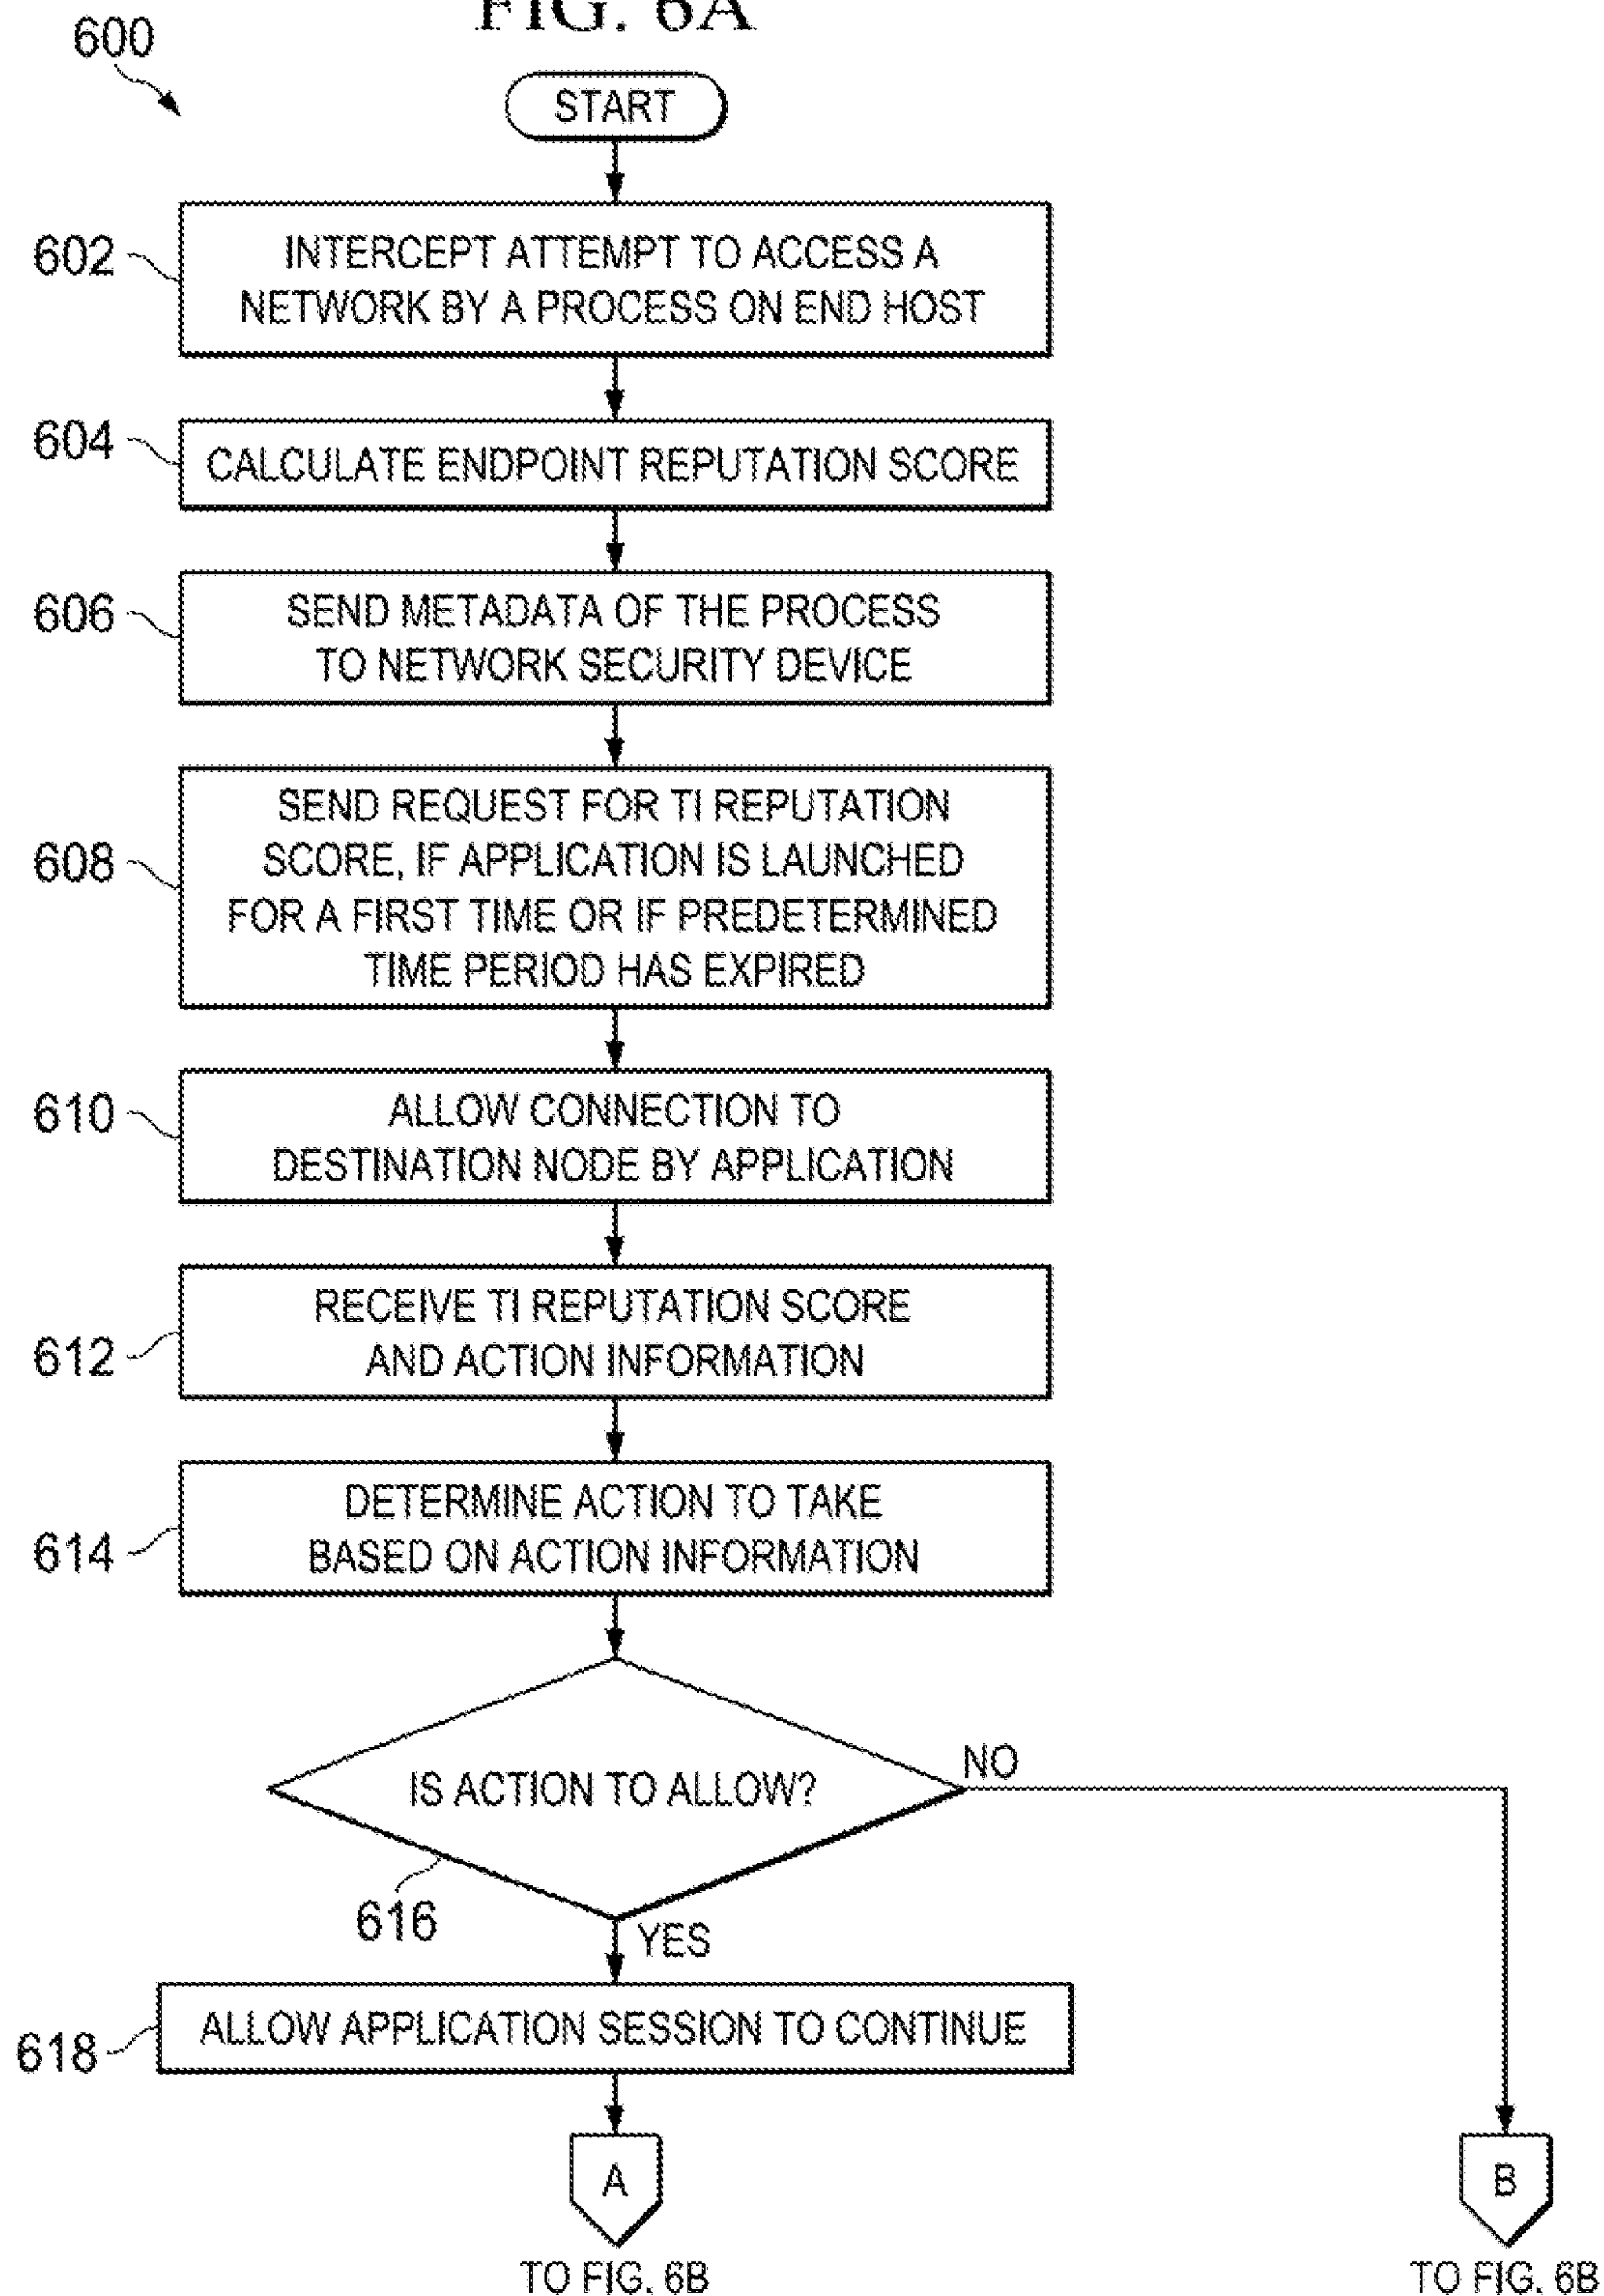 FIG. 6A
600
START
602
INTERCEPT ATTEMPT TO ACCESS A
NETWORK BY A PROCESS ON END HOST
604
CALCULATE ENDPOINT REPUTATION SCORE
606
SEND METADATA OF THE PROCESS
TO NETWORK SECURITY DEVICE
608
SEND REQUEST FOR TI REPUTATION
SCORE, IF APPLICATION IS LAUNCHED
FOR A FIRST TIME OR IF PREDETERMINED
TIME PERIOD HAS EXPIRED
610
ALLOW CONNECTION TO
DESTINATION NODE BY APPLICATION
612
RECEIVE TI REPUTATION SCORE
AND ACTION INFORMATION
614
DETERMINE ACTION TO TAKE
BASED ON ACTION INFORMATION
IS ACTION TO ALLOW?
NO
616
YES
618
ALLOW APPLICATION SESSION TO CONTINUE
A
B
TO FIG. 6B
TO FIG. 6B